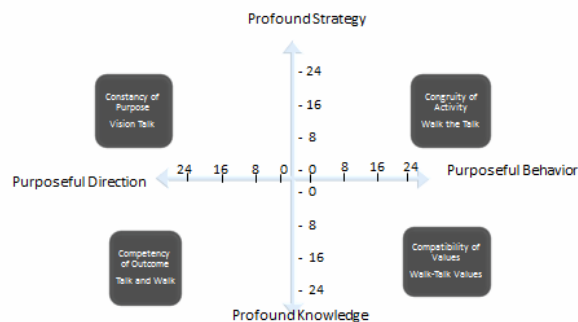 Profound Strategy
- 24
- 16
- 8
Constancy of
Purpose
Vision Talk
Congruity of
Activity
Walk the Talk
Purposeful Direction
24 16 8 0 - 0 8 16 24
Purposeful Behavior
- 0
- 8
- 16
- 24
Competency
of Outcome
Talk and Walk
Compatibility of
Values
Walk-Talk Values
Profound Knowledge